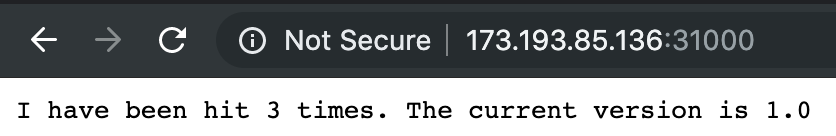 Not Secure | 173.193.85.136:31000
I have been hit 3 times. The current version is 1.0